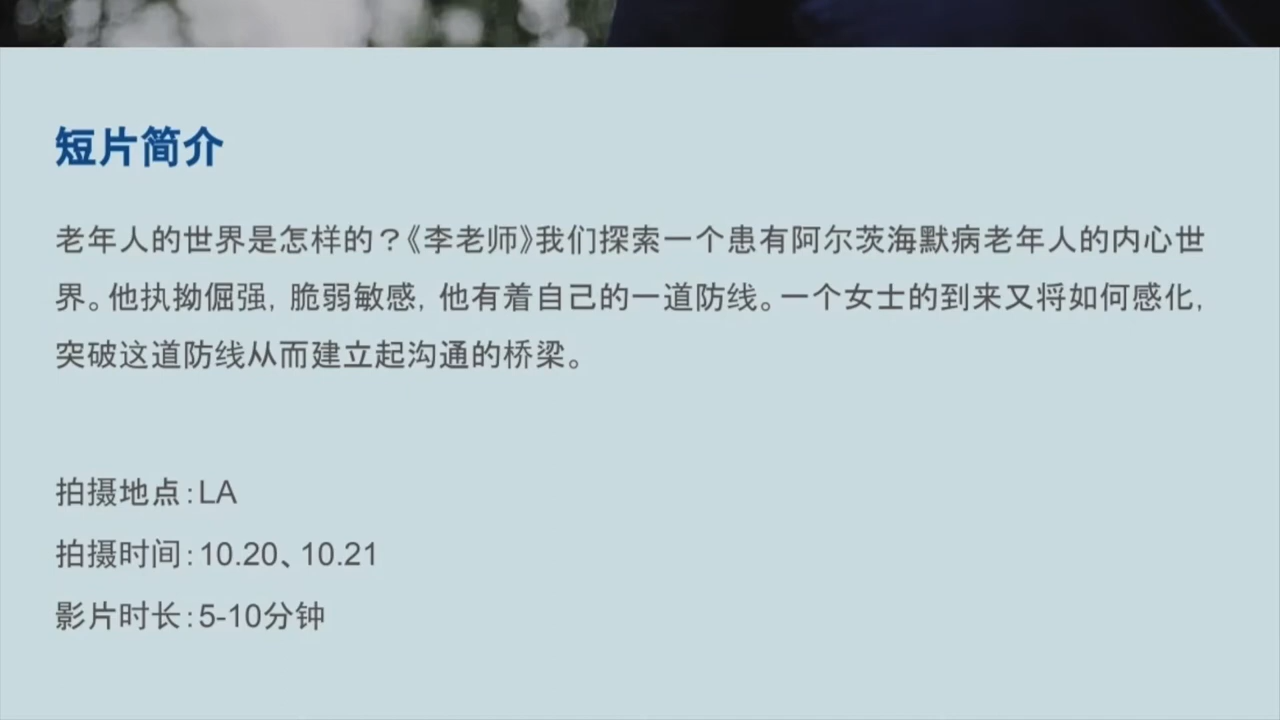 短片简介
老年人的世界是怎样的？《李老师》我们探索一个患有阿尔茨海默病老年人的内心世
界。他执拗倔强，脆弱敏感，他有着自己的一道防线。一个女士的到来又将如何感化，
突破这道防线从而建立起沟通的桥梁。
拍摄地点：LA
拍摄时间：10.20、10.21
影片时长：5-10分钟